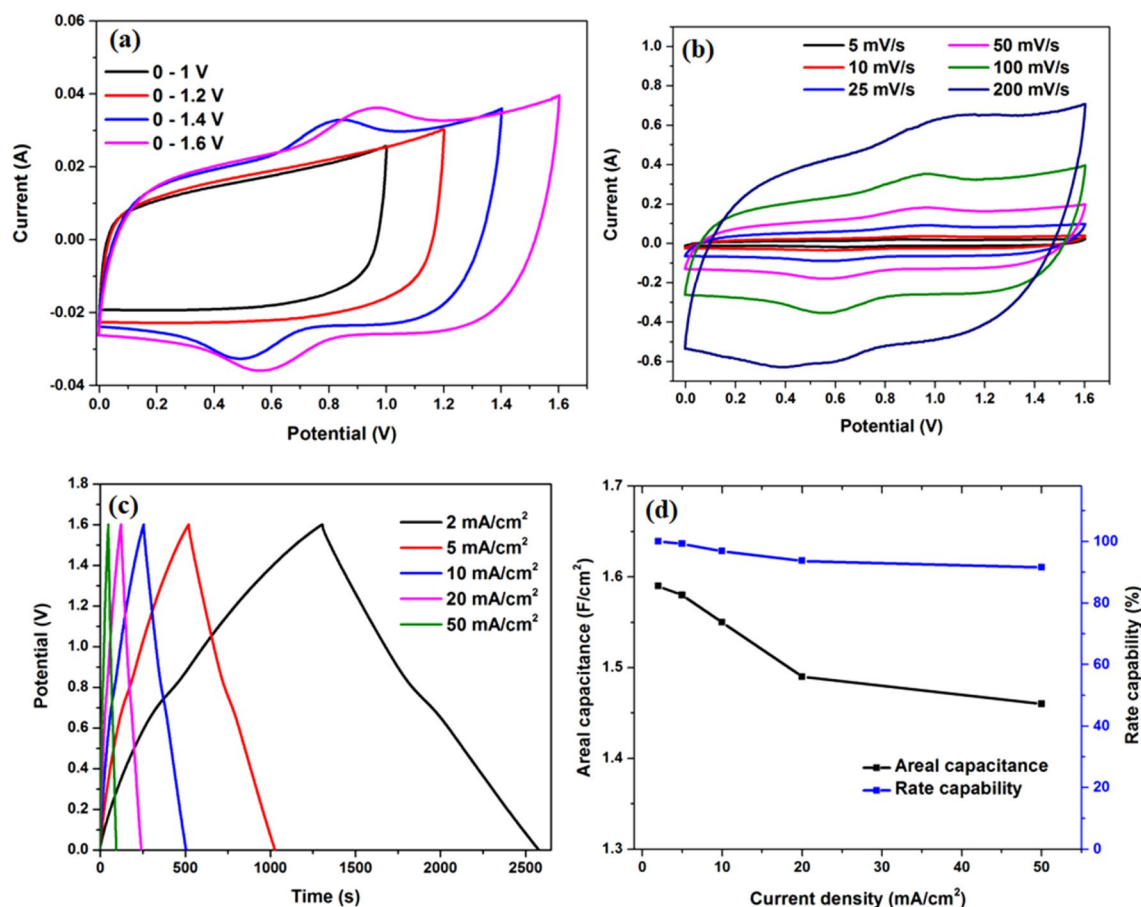 (a)
0 - 1 V
0 - 1.2 V
0 - 1.4 V
0 - 1.6 V
0.06
0.04
0.02
0.00
-0.02
-0.04
Current (A)
0.0 0.2 0.4 0.6 0.8 1.0 1.2 1.4 1.6
Potential (V)
(b)
5 mV/s 50 mV/s
10 mV/s 100 mV/s
25 mV/s 200 mV/s
1.0
0.8
0.6
0.4
0.2
0.0
-0.2
-0.4
-0.6
Current (A)
0.0 0.2 0.4 0.6 0.8 1.0 1.2 1.4 1.6
Potential (V)
(c)
2 mA/cm²
5 mA/cm²
10 mA/cm²
20 mA/cm²
50 mA/cm²
1.8
1.6
1.4
1.2
1.0
0.8
0.6
0.4
0.2
0.0
Potential (V)
0 500 1000 1500 2000 2500
Time (s)
(d)
1.7
1.6
1.5
1.4
1.3
Areal capacitance (F/cm²)
Areal capacitance
Rate capability
100
80
60
40
20
0
Rate capability (%)
0 10 20 30 40 50
Current density (mA/cm²)